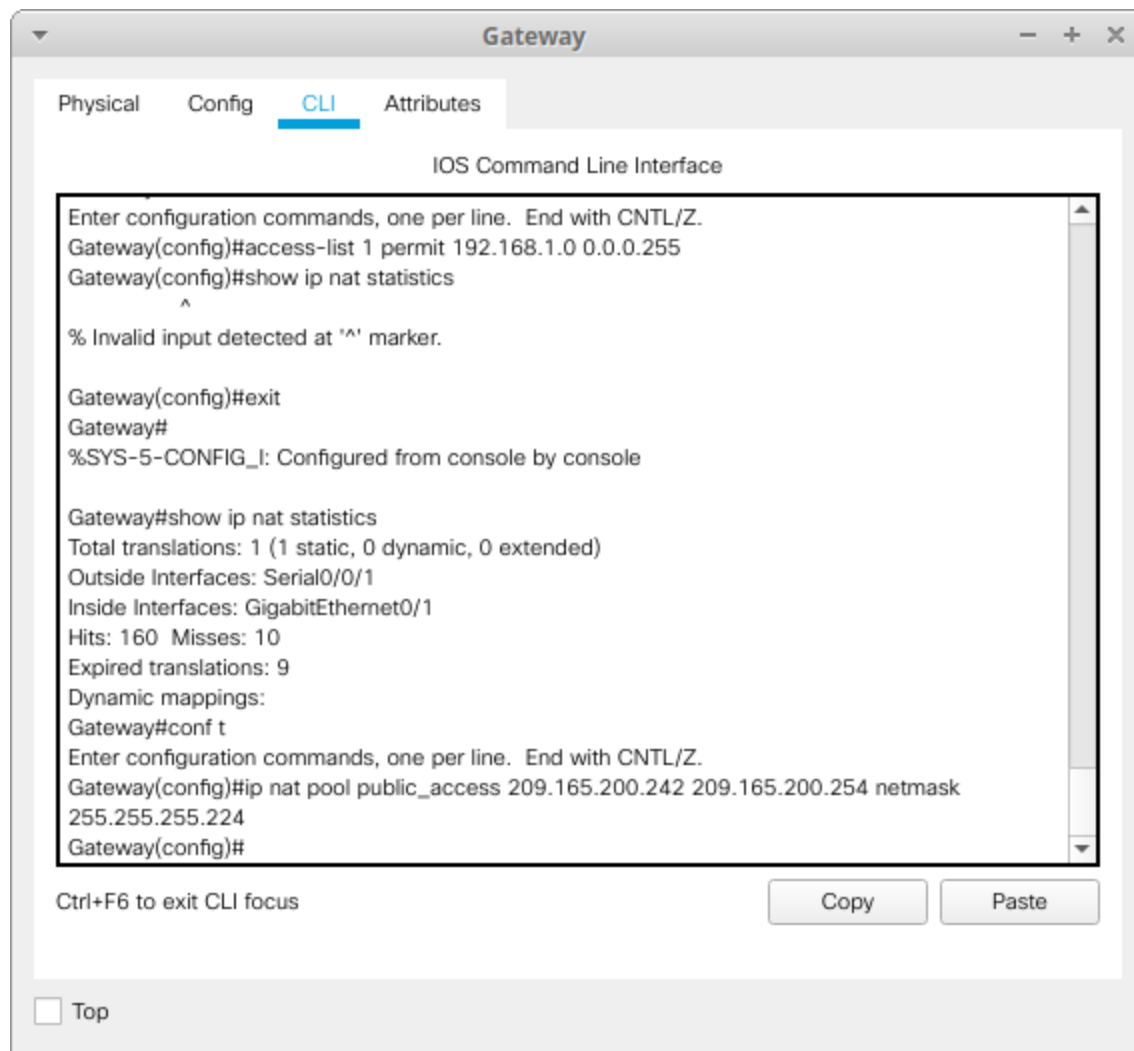 Gateway
Physical Config CLI Attributes
IOS Command Line Interface
Enter configuration commands, one per line.  End with CNTL/Z.
Gateway(config)#access-list 1 permit 192.168.1.0 0.0.0.255
Gateway(config)#show ip nat statistics
^
% Invalid input detected at '^' marker.
Gateway(config)#exit
Gateway#
%SYS-5-CONFIG_I: Configured from console by console
Gateway#show ip nat statistics
Total translations: 1 (1 static, 0 dynamic, 0 extended)
Outside Interfaces: Serial0/0/1
Inside Interfaces: GigabitEthernet0/1
Hits: 160  Misses: 10
Expired translations: 9
Dynamic mappings:
Gateway#conf t
Enter configuration commands, one per line.  End with CNTL/Z.
Gateway(config)#ip nat pool public_access 209.165.200.242 209.165.200.254 netmask
255.255.255.224
Gateway(config)#
Ctrl+F6 to exit CLI focus
Copy Paste
Top